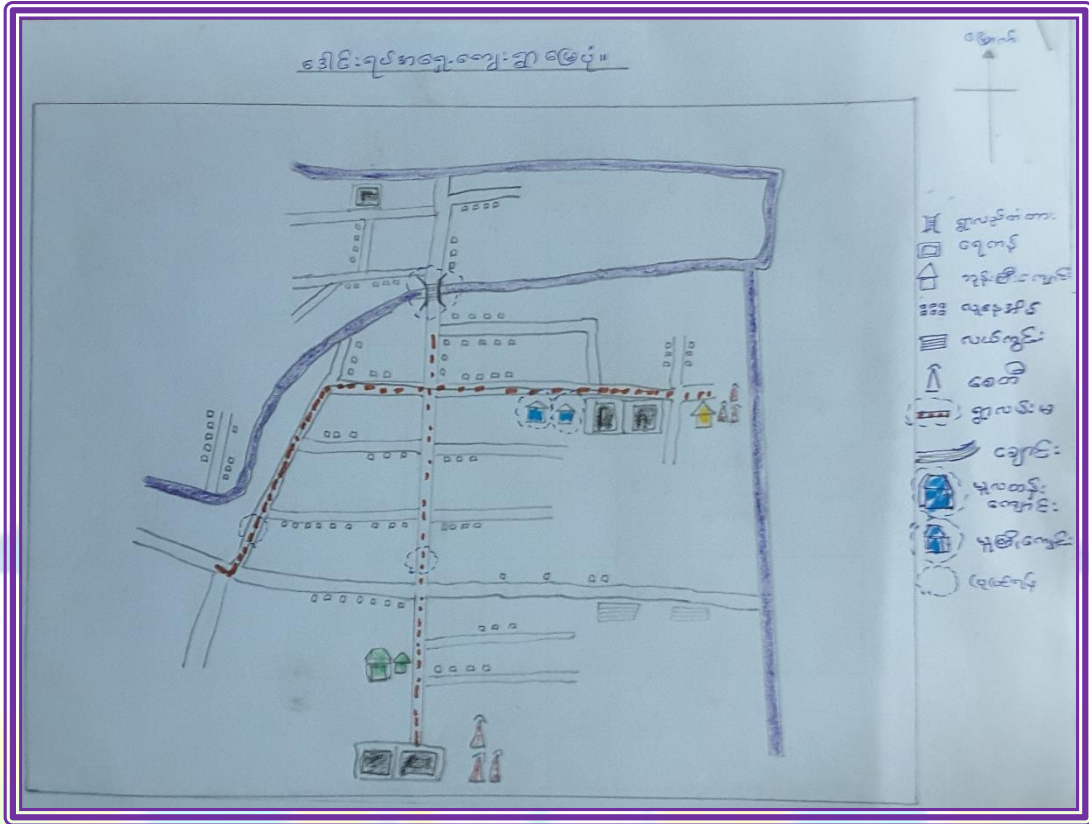 ဒေါင်းရပ်အရှေ့ကျေးရွာ မြေပုံ။
မြောက်
ရွာလည်တံတား
ရေကန်
ဘုန်းကြီးကျောင်း
လူနေအိမ်
လယ်ကွင်း
စေတီ
ရွာလမ်းမ
ချောင်း
မူလတန်း
ကျောင်း
မူကြိုကျောင်း